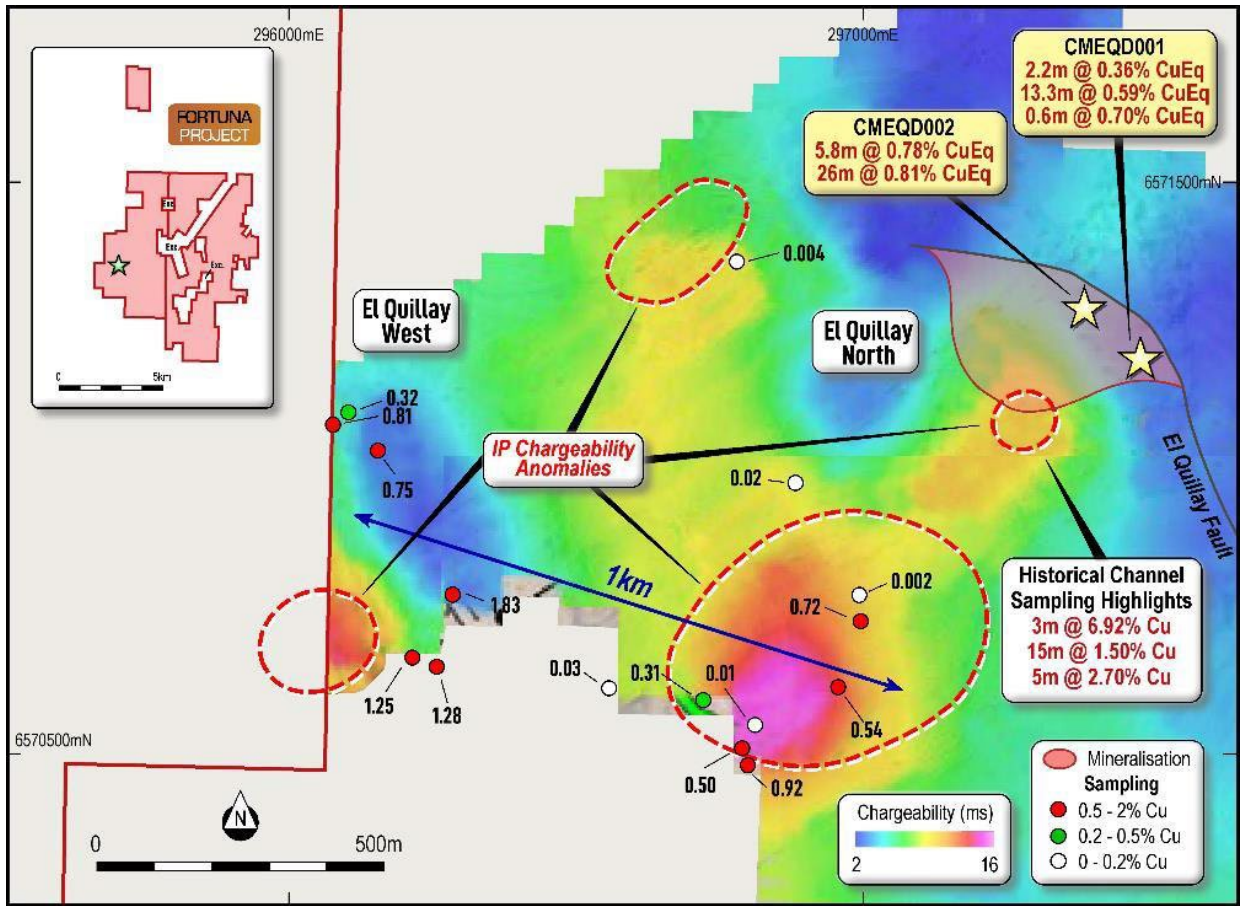 296000mE
297000mE
FORTUNA
PROJECT
Exc.
Exc.
0
5km
CMEQD001
2.2m @ 0.36% CuEq
13.3m @ 0.59% CuEq
0.6m @ 0.70% CuEq
CMEQD002
5.8m @ 0.78% CuEq
26m @ 0.81% CuEq
6571500mN
0.004
El Quillay
West
El Quillay
North
0.32
0.81
0.75
IP Chargeability
Anomalies
0.02
El Quillay Fault
1km
1.83
0.002
0.72
Historical Channel
Sampling Highlights
3m @ 6.92% Cu
15m @ 1.50% Cu
5m @ 2.70% Cu
0.03
0.31
0.01
1.25
1.28
0.54
6570500mN
0.50
0.92
N
0
500m
Chargeability (ms)
2
16
Mineralisation
Sampling
0.5 - 2% Cu
0.2 - 0.5% Cu
0 - 0.2% Cu